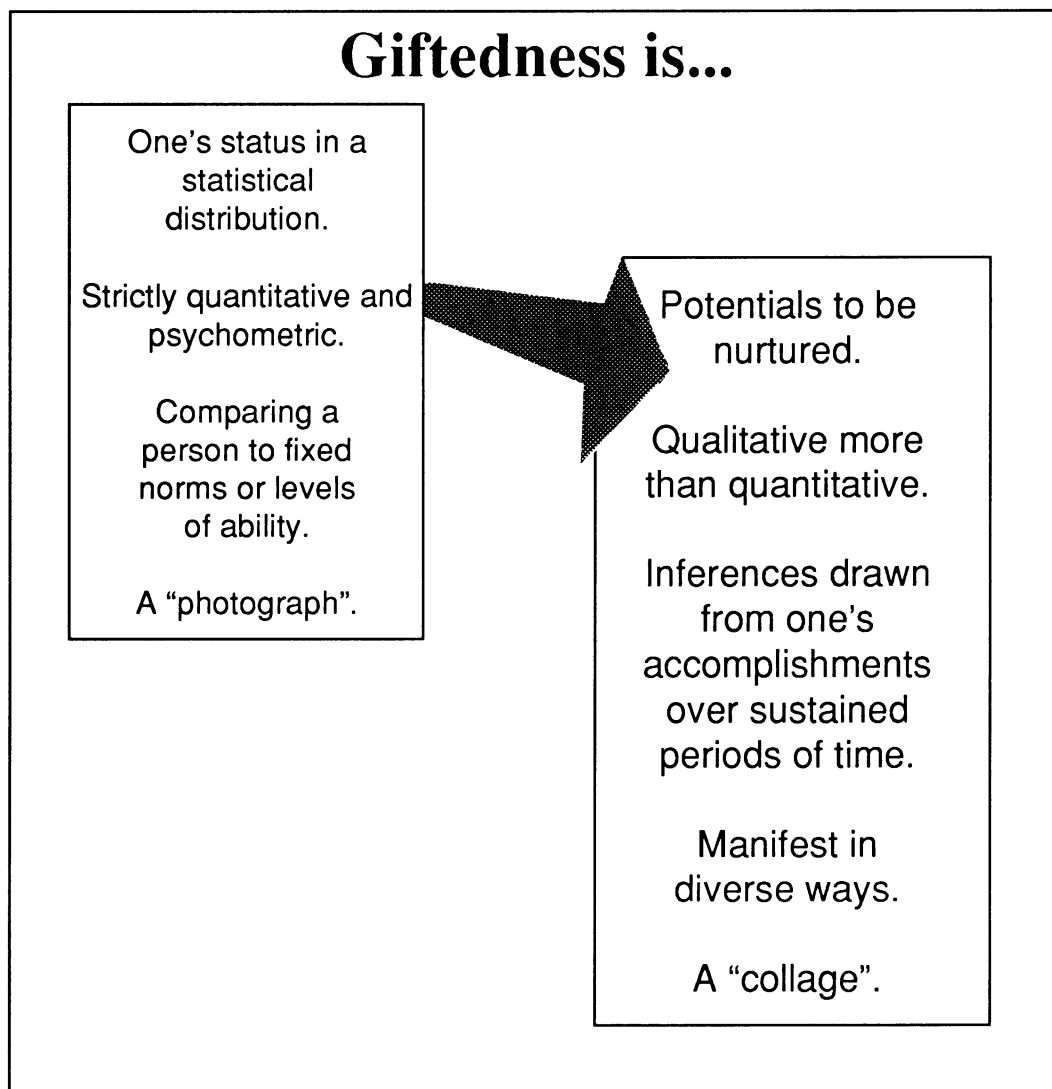 Giftedness is...
One's status in a
statistical
distribution.
Strictly quantitative and
psychometric.
Comparing a
person to fixed
norms or levels
of ability.
A “photograph”.
Potentials to be
nurtured.
Qualitative more
than quantitative.
Inferences drawn
from one's
accomplishments
over sustained
periods of time.
Manifest in
diverse ways.
A “collage”.